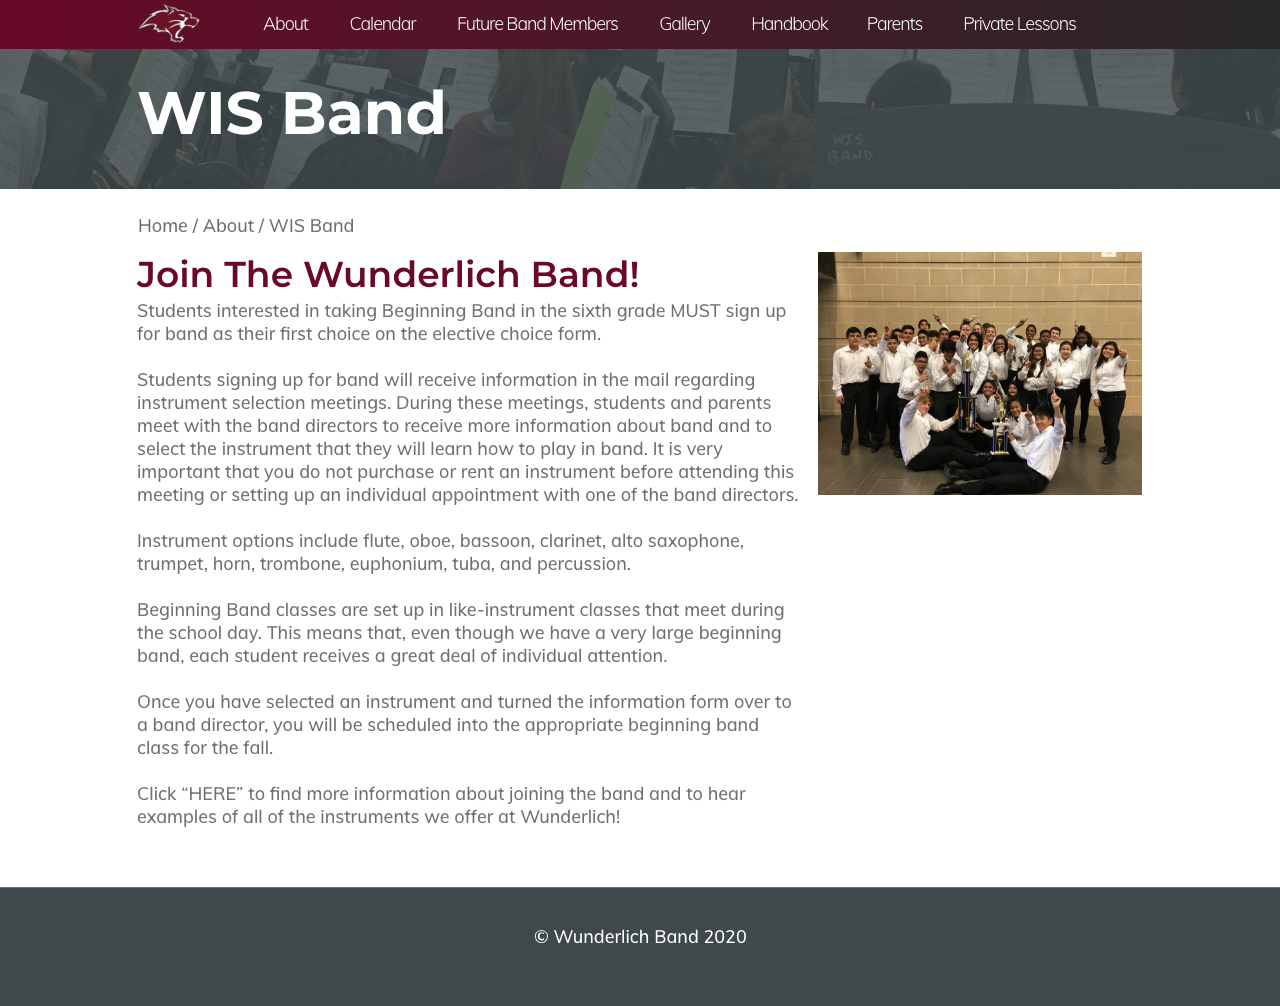 About Calendar Future Band Members Gallery Handbook Parents Private Lessons
WIS Band
WIS
BAND
Home / About / WIS Band
Join The Wunderlich Band!
Students interested in taking Beginning Band in the sixth grade MUST sign up
for band as their first choice on the elective choice form.
Students signing up for band will receive information in the mail regarding
instrument selection meetings. During these meetings, students and parents
meet with the band directors to receive more information about band and to
select the instrument that they will learn how to play in band. It is very
important that you do not purchase or rent an instrument before attending this
meeting or setting up an individual appointment with one of the band directors.
Instrument options include flute, oboe, bassoon, clarinet, alto saxophone,
trumpet, horn, trombone, euphonium, tuba, and percussion.
Beginning Band classes are set up in like-instrument classes that meet during
the school day. This means that, even though we have a very large beginning
band, each student receives a great deal of individual attention.
Once you have selected an instrument and turned the information form over to
a band director, you will be scheduled into the appropriate beginning band
class for the fall.
Click “HERE” to find more information about joining the band and to hear
examples of all of the instruments we offer at Wunderlich!
© Wunderlich Band 2020